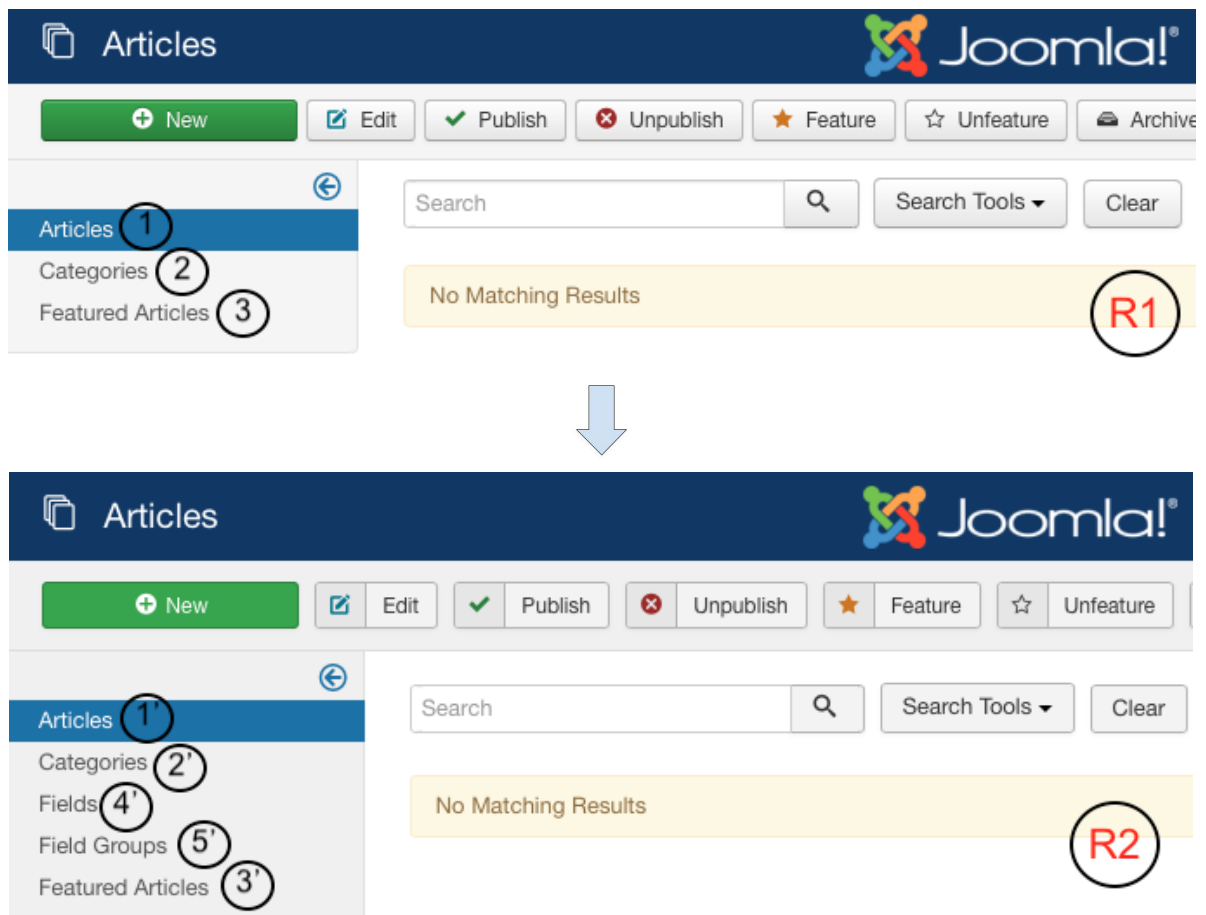 Articles Joomla!®
New Edit Publish Unpublish Feature Unfeature Archive
Search Search Tools Clear
Articles 1
Categories 2
Featured Articles 3
No Matching Results R1
Articles Joomla!®
New Edit Publish Unpublish Feature Unfeature
Search Search Tools Clear
Articles 1'
Categories 2'
Fields 4'
Field Groups 5'
Featured Articles 3'
No Matching Results R2